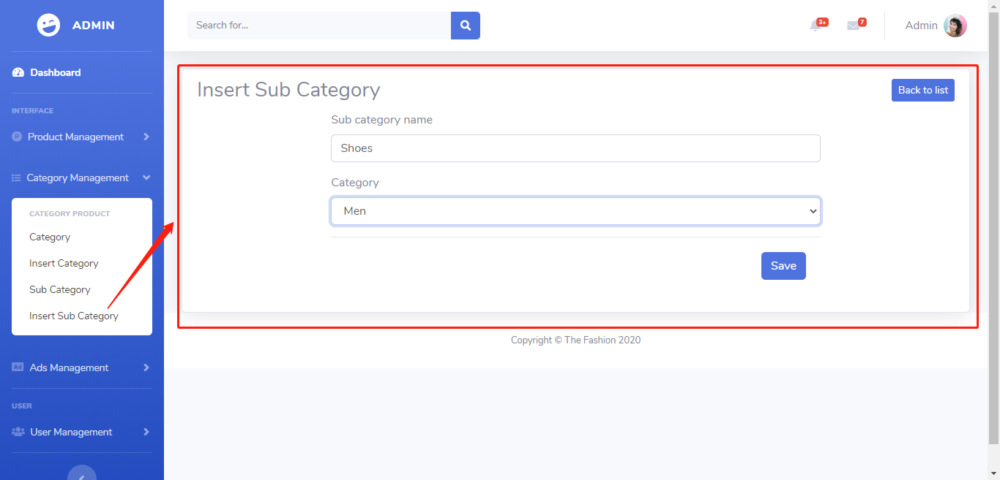 ADMIN
Search for...
3+
7
Admin
Dashboard
INTERFACE
P Product Management
Category Management
CATEGORY PRODUCT
Category
Insert Category
Sub Category
Insert Sub Category
Ad Ads Management
USER
User Management
Insert Sub Category
Back to list
Sub category name
Shoes
Category
Men
Save
Copyright © The Fashion 2020